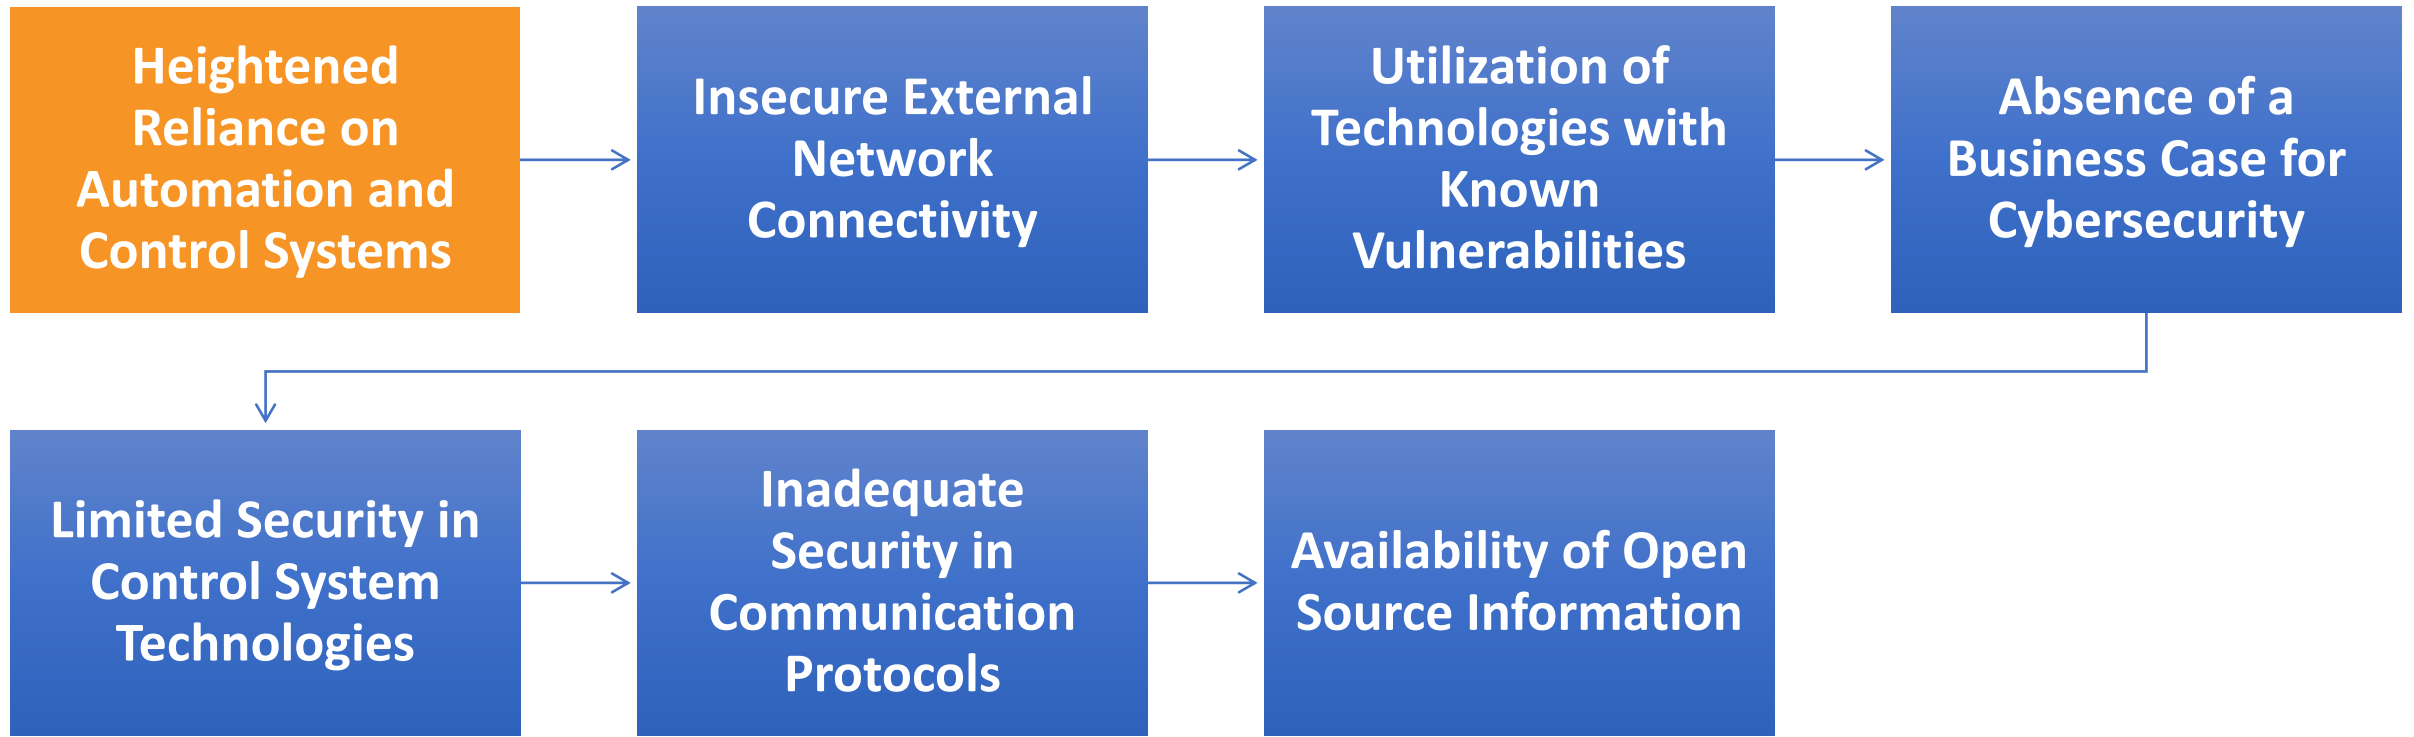 Heightened
Reliance on
Automation and
Control Systems
Insecure External
Network
Connectivity
Utilization of
Technologies with
Known
Vulnerabilities
Absence of a
Business Case for
Cybersecurity
Limited Security in
Control System
Technologies
Inadequate
Security in
Communication
Protocols
Availability of Open
Source Information